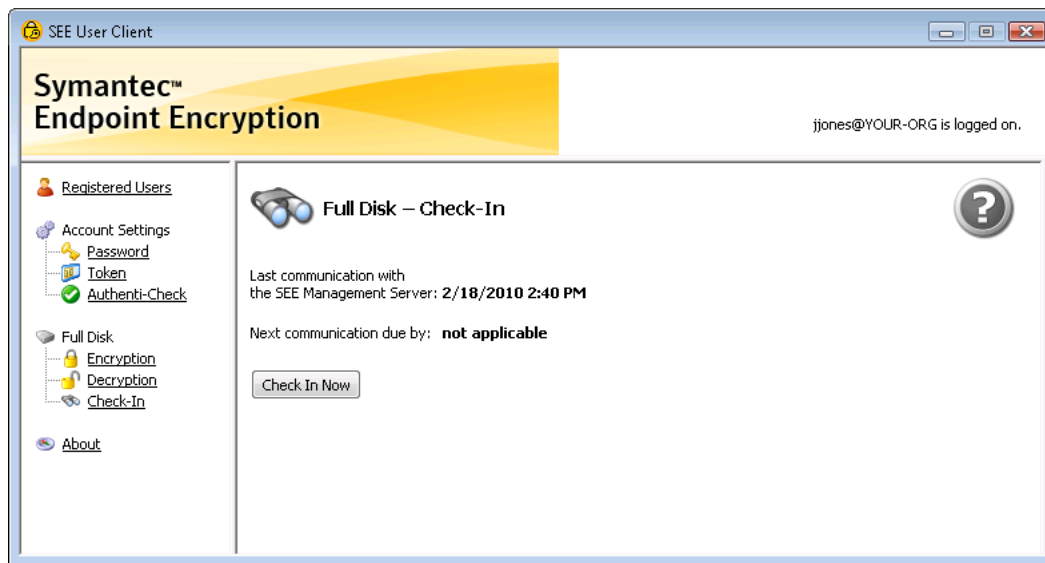 SEE User Client
Symantec™
Endpoint Encryption
jjones@YOUR-ORG is logged on.
Registered Users
Account Settings
Password
Token
Authenti-Check
Full Disk
Encryption
Decryption
Check-In
About
Full Disk – Check-In
?
Last communication with
the SEE Management Server: 2/18/2010 2:40 PM
Next communication due by: not applicable
Check In Now